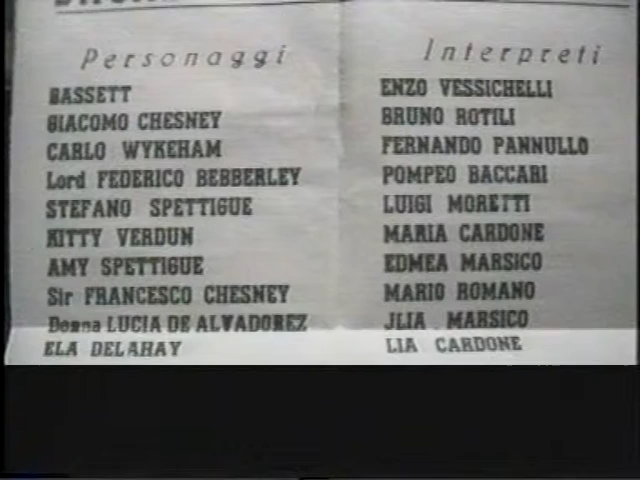 Personaggi Interpreti
BASSETT ENZO VESSICHELLI
GIACOMO CHESNEY BRUNO ROTILI
CARLO WYKEHAM FERNANDO PANNULLO
Lord FEDERICO BEBBERLEY POMPEO BACCARI
STEFANO SPETTIGUE LUIGI MORETTI
KITTY VERDUN MARIA CARDONE
AMY SPETTIGUE EDMEA MARSICO
Sir FRANCESCO CHESNEY MARIO ROMANO
Donna LUCIA DE ALVADOREZ JLIA MARSICO
ELA DELAHAY LIA CARDONE